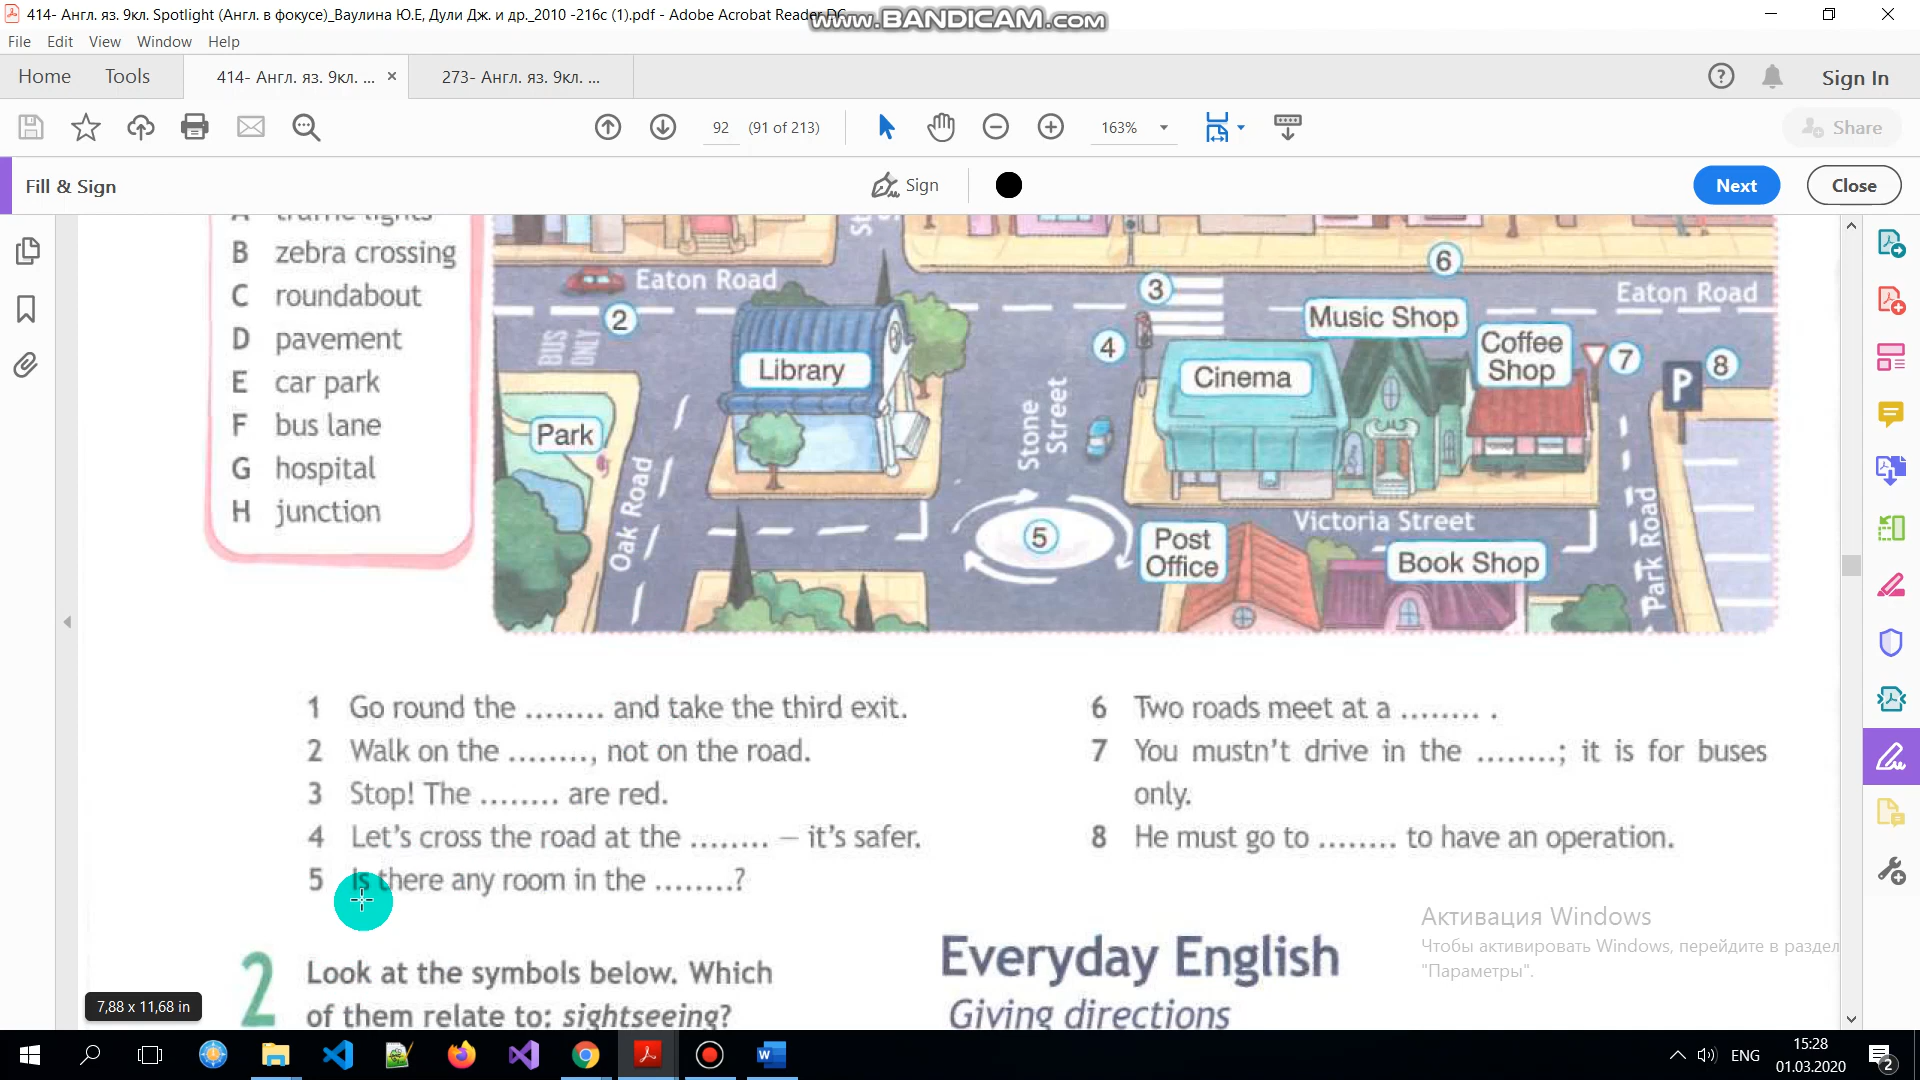 414- Англ. яз. 9кл. Spotlight (Англ. в фокусе)_Ваулина Ю.Е, Дули Дж. и др._2010 -216с (1).pdf - Adobe Acrobat Reader DC
www.BANDICAM.com
File Edit View Window Help
Home Tools 414- Англ. яз. 9кл. ... × 273- Англ. яз. 9кл. ... Sign In
92 (91 of 213) 163% Share
Fill & Sign Sign Next Close
A traffic lights
B zebra crossing
C roundabout
D pavement
E car park
F bus lane
G hospital
H junction
Eaton Road
2
BUS ONLY
Library
Park
Oak Road
3
4
Stone Street
5
6
Eaton Road
Music Shop
Cinema
Coffee Shop
7
P
8
Victoria Street
Post Office
Book Shop
Park Road
1 Go round the ........ and take the third exit.
2 Walk on the ........, not on the road.
3 Stop! The ........ are red.
4 Let's cross the road at the ........ – it's safer.
5 Is there any room in the ........?
6 Two roads meet at a ........ .
7 You mustn't drive in the ........; it is for buses
only.
8 He must go to ........ to have an operation.
2 Look at the symbols below. Which
of them relate to: sightseeing?
Everyday English
Giving directions
Активация Windows
Чтобы активировать Windows, перейдите в раздел
"Параметры".
7,88 x 11,68 in
ENG 15:28
01.03.2020
2